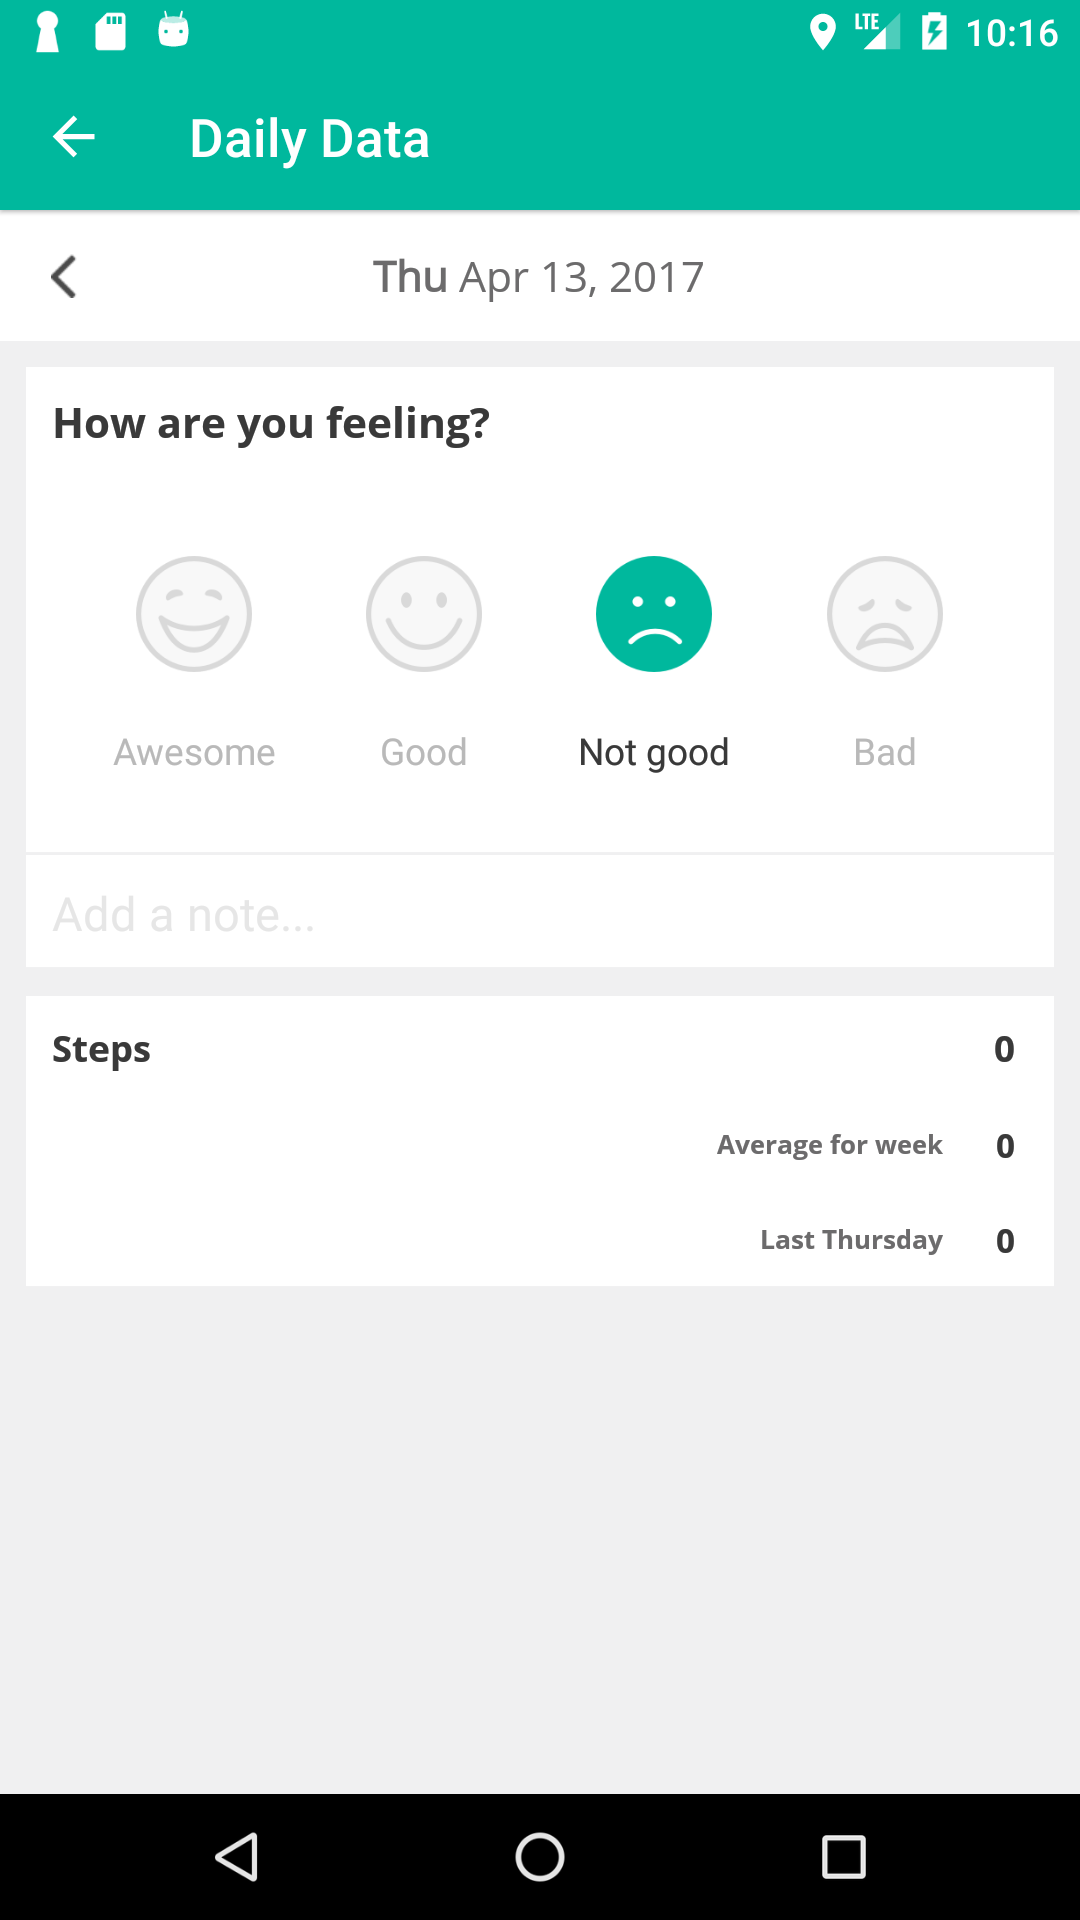 LTE 10:16
Daily Data
Thu Apr 13, 2017
How are you feeling?
Awesome Good Not good Bad
Add a note...
Steps 0
Average for week 0
Last Thursday 0